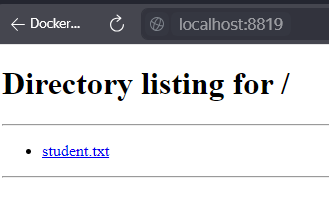 Docker...
localhost:8819
Directory listing for /
student.txt